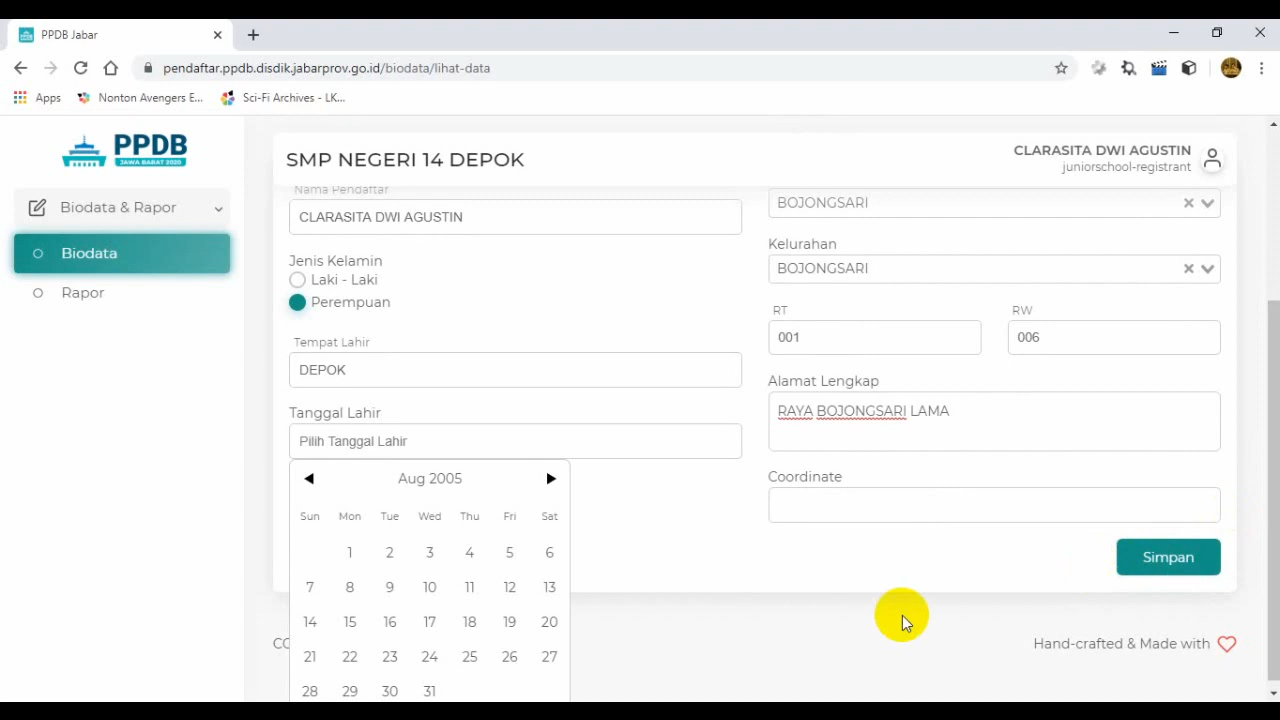 PPDB Jabar
pendaftar.ppdb.disdik.jabarprov.go.id/biodata/lihat-data
Apps
Nonton Avengers E...
Sci-Fi Archives - LK...
PPDB
JAWA BARAT 2020
Biodata & Rapor
Biodata
Rapor
SMP NEGERI 14 DEPOK
CLARASITA DWI AGUSTIN
juniorschool-registrant
Nama Pendaftar
CLARASITA DWI AGUSTIN
Jenis Kelamin
Laki - Laki
Perempuan
Tempat Lahir
DEPOK
Tanggal Lahir
Pilih Tanggal Lahir
Aug 2005
Sun Mon Tue Wed Thu Fri Sat
1 2 3 4 5 6
7 8 9 10 11 12 13
14 15 16 17 18 19 20
21 22 23 24 25 26 27
28 29 30 31
BOJONGSARI
Kelurahan
BOJONGSARI
RT RW
001 006
Alamat Lengkap
RAYA BOJONGSARI LAMA
Coordinate
Simpan
Hand-crafted & Made with